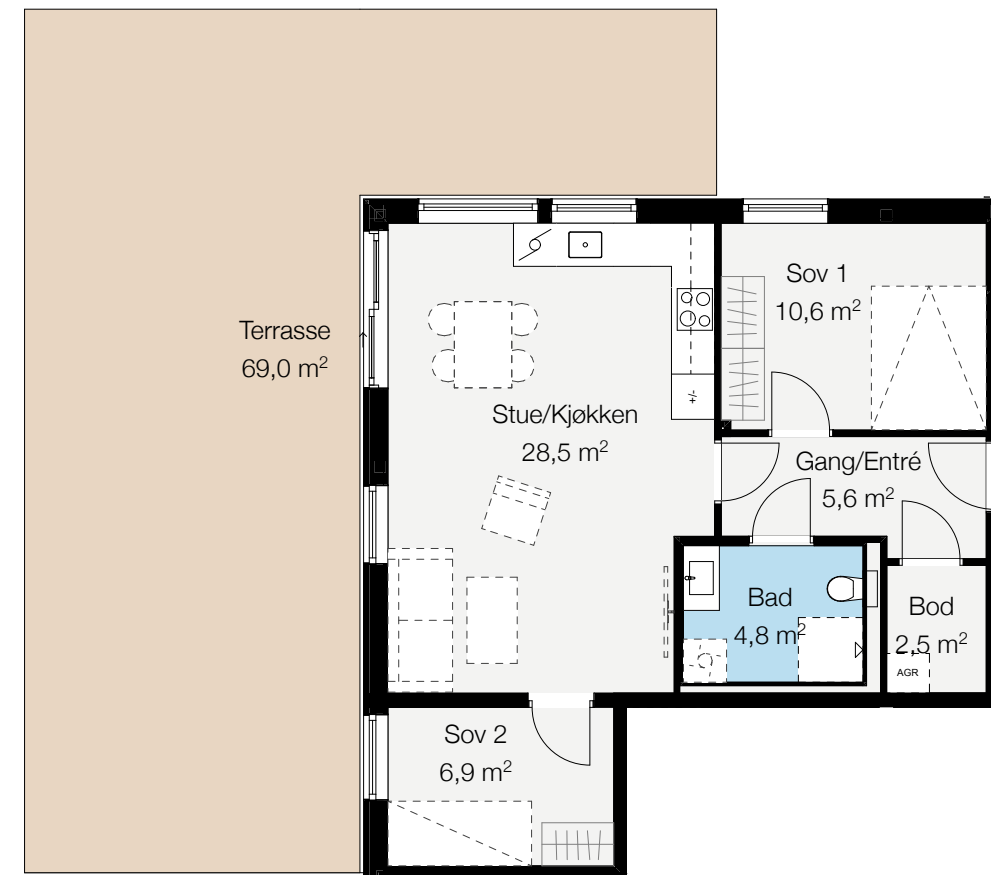 Sov 1
10,6 m²
Terrasse
69,0 m²
Stue/Kjøkken
28,5 m²
Gang/Entré
5,6 m²
Bad
4,8 m²
Bod
2,5 m²
AGR
Sov 2
6,9 m²